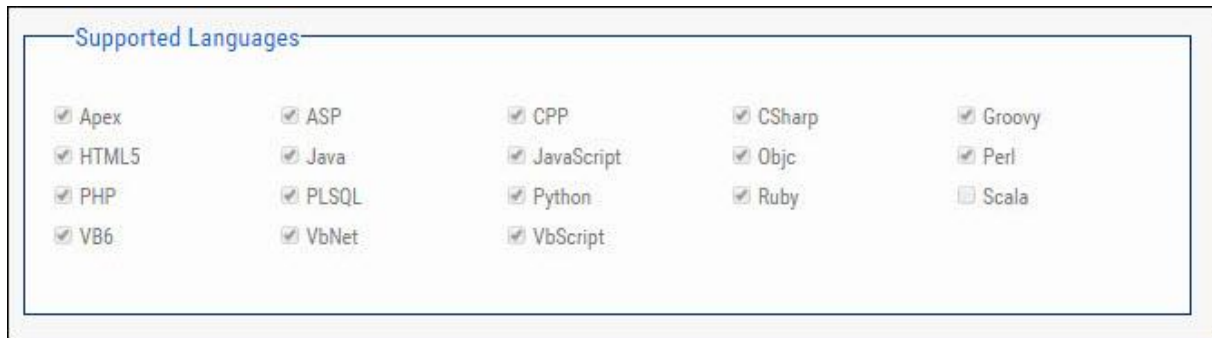 Supported Languages
Apex ASP CPP CSharp Groovy
HTML5 Java JavaScript Objc Perl
PHP PLSQL Python Ruby Scala
VB6 VbNet VbScript